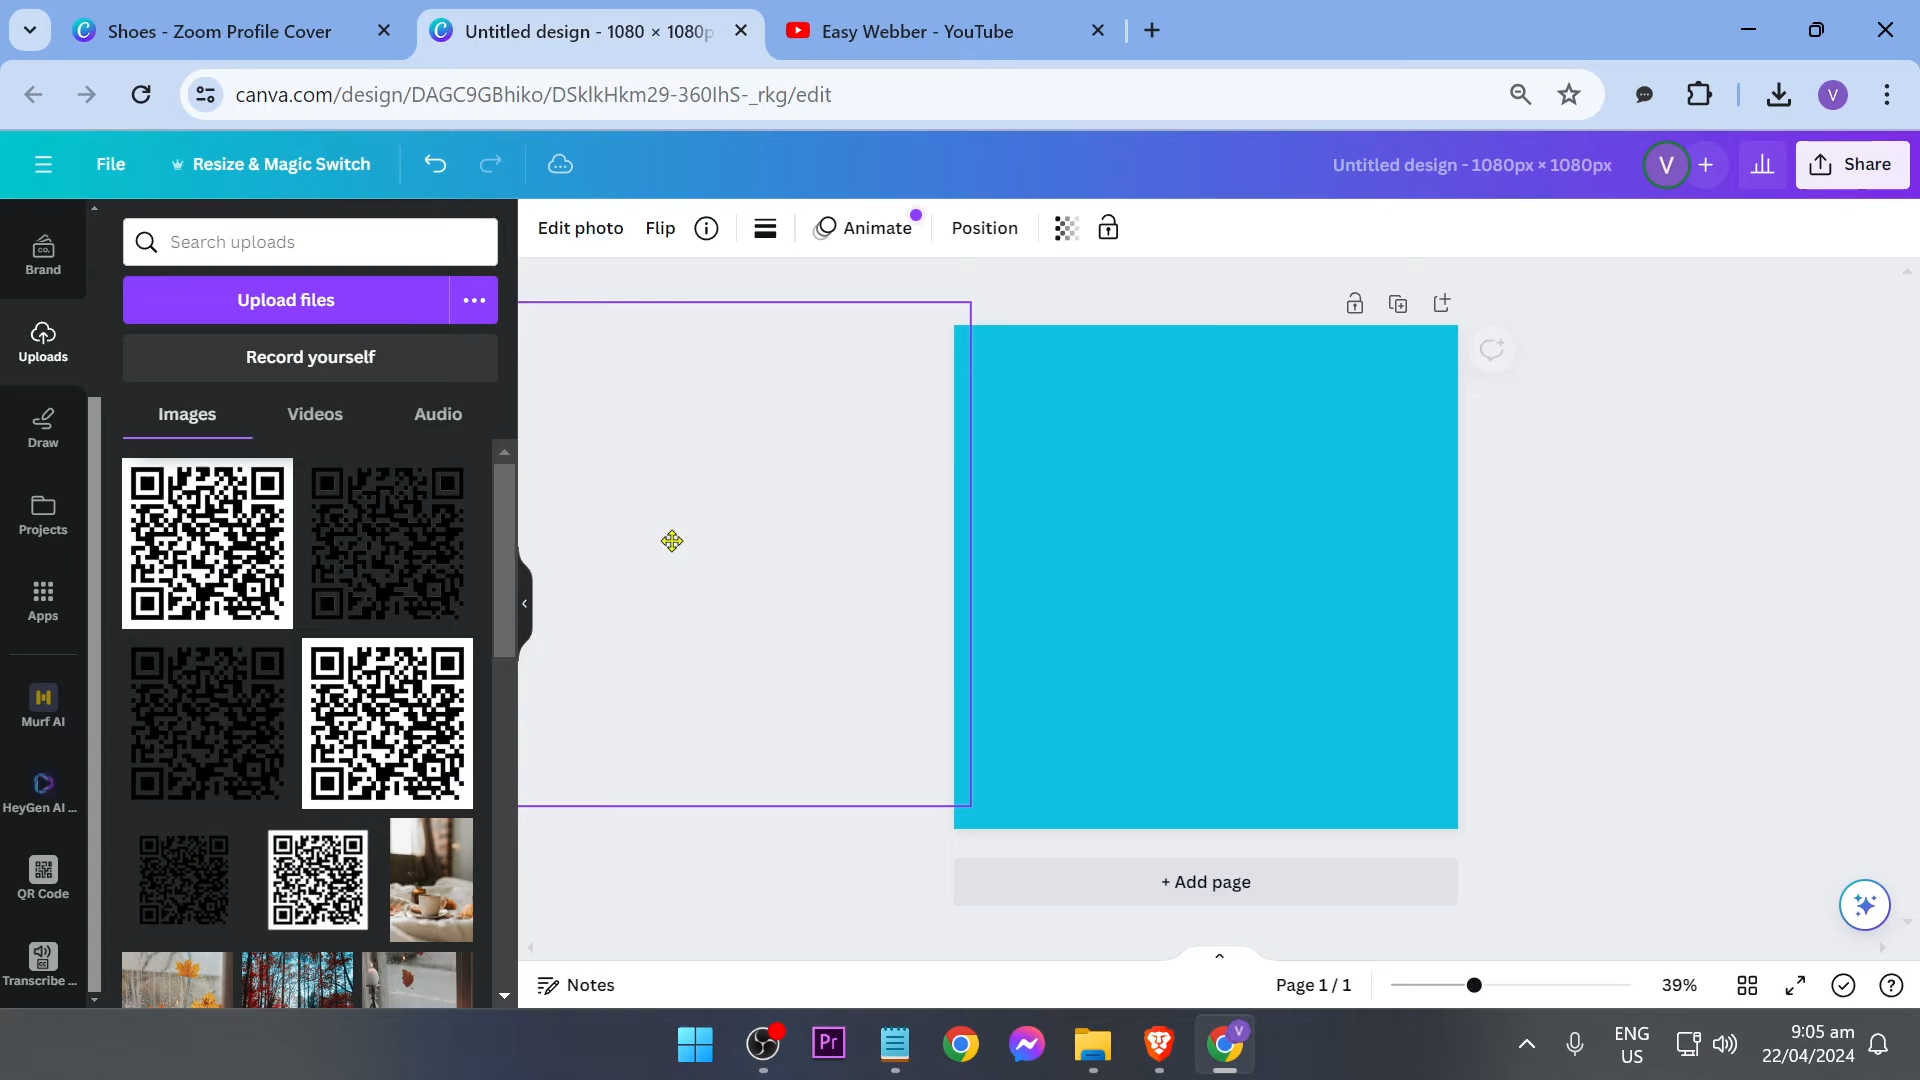 Shoes - Zoom Profile Cover
Untitled design - 1080 × 1080p
Easy Webber - YouTube
canva.com/design/DAGC9GBhiko/DSklkHkm29-360IhS-_rkg/edit
V
File
Resize & Magic Switch
Untitled design - 1080px × 1080px
V
Share
Brand
Uploads
Draw
Projects
Apps
Murf AI
HeyGen AI ...
QR Code
Transcribe ...
Search uploads
Upload files
Record yourself
Images
Videos
Audio
Edit photo
Flip
Animate
Position
+ Add page
Notes
Page 1 / 1
39%
Pr
V
ENG
US
9:05 am
22/04/2024